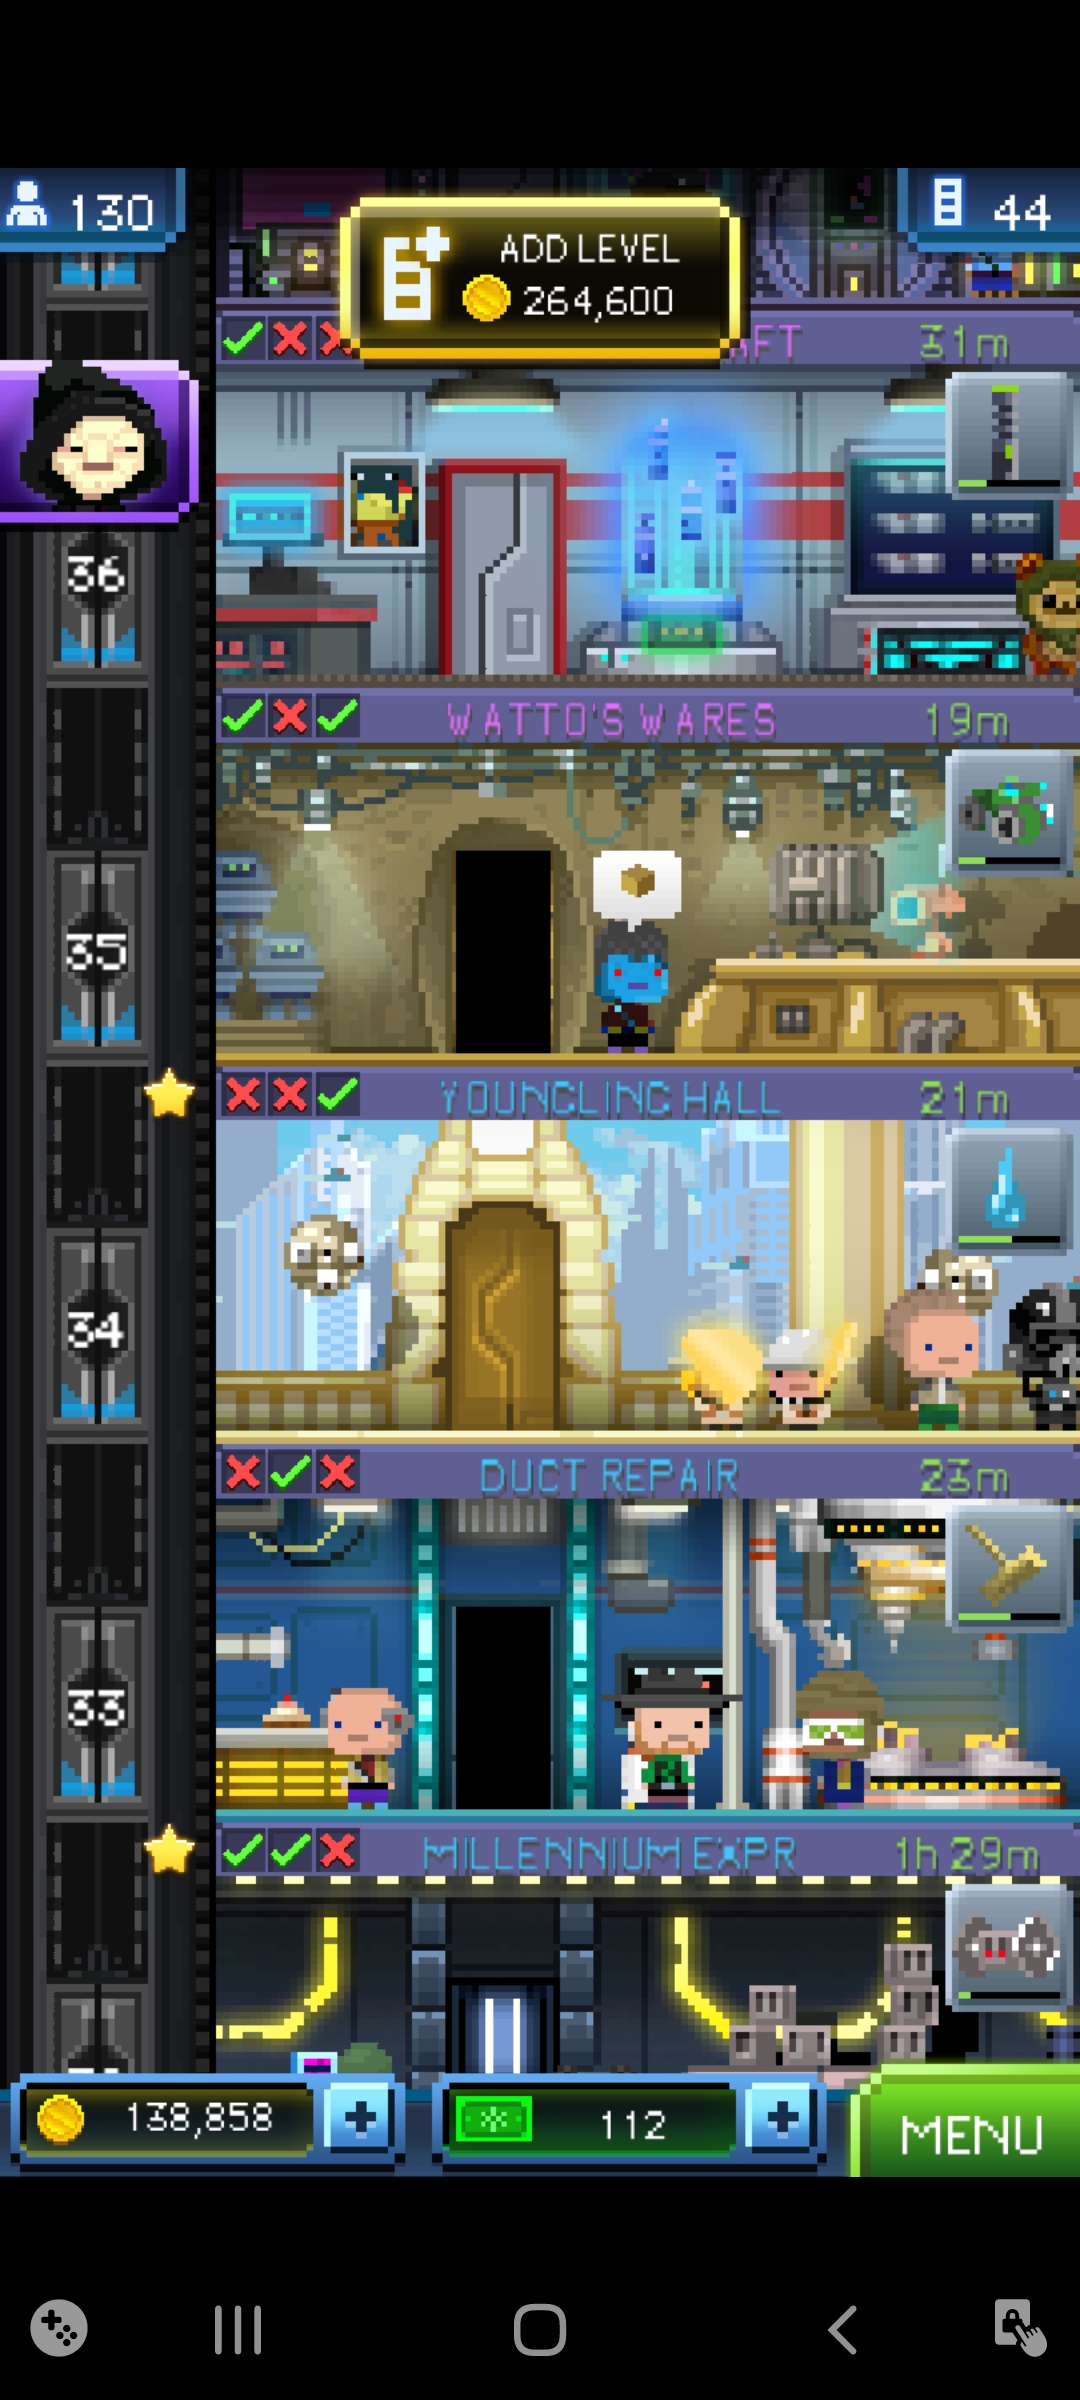 130
ADD LEVEL
264,600
44
31m
36
WATTO'S WARES
19m
35
YOUNGLING HALL
21m
34
DUCT REPAIR
23m
33
MILLENNIUM EXPR
1h 29m
138,858
112
MENU